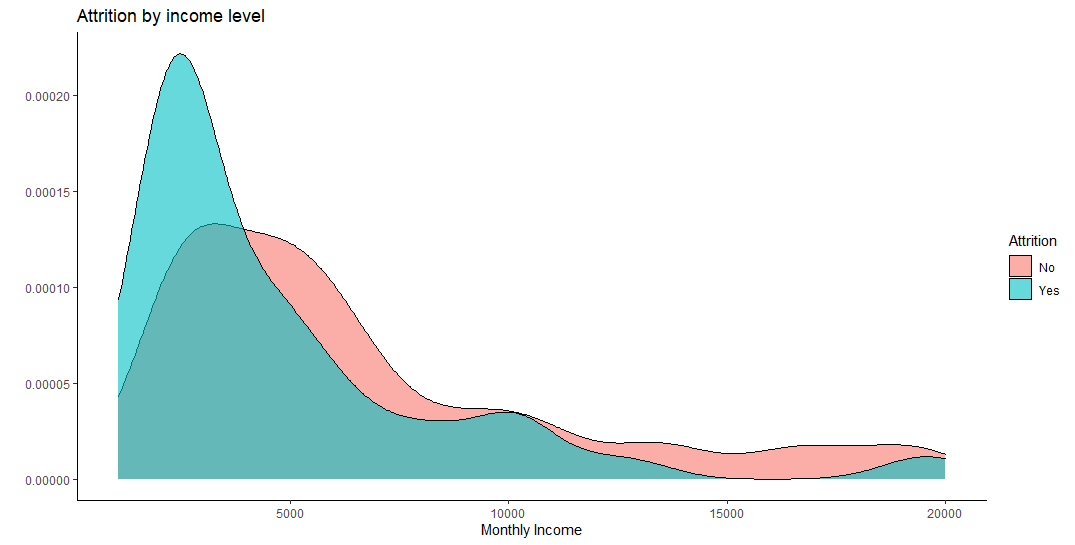 Attrition by income level
0.00020
0.00015
0.00010
0.00005
0.00000
5000
10000
15000
20000
Monthly Income
Attrition
No
Yes